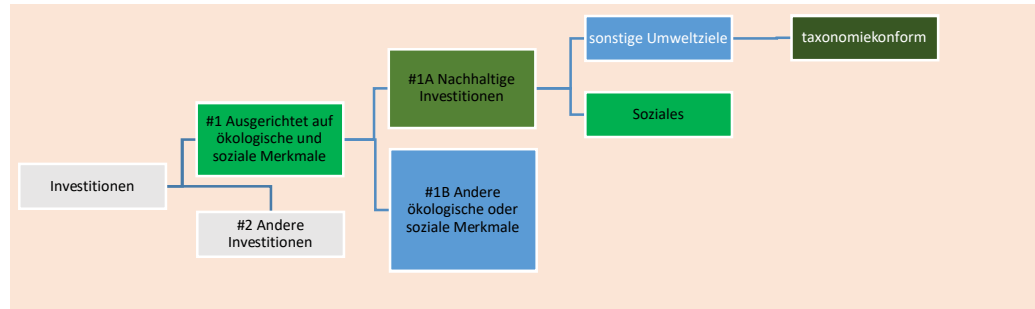 Investitionen
#1 Ausgerichtet auf
ökologische und
soziale Merkmale
#2 Andere
Investitionen
#1A Nachhaltige
Investitionen
#1B Andere
ökologische oder
soziale Merkmale
sonstige Umweltziele
Soziales
taxonomiekonform